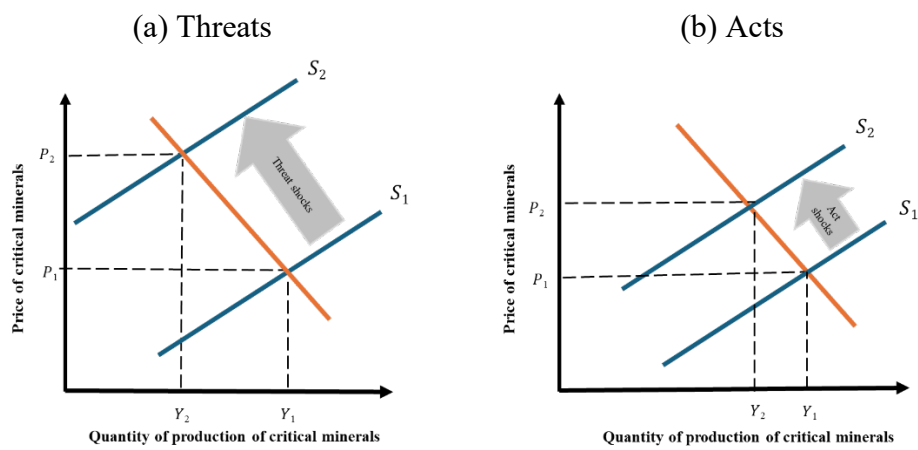 (a) Threats
S₂
P₂
Threat shocks
S₁
P₁
Price of critical minerals
Y₂
Y₁
Quantity of production of critical minerals
(b) Acts
S₂
P₂
Act
shocks
S₁
P₁
Price of critical minerals
Y₂
Y₁
Quantity of production of critical minerals